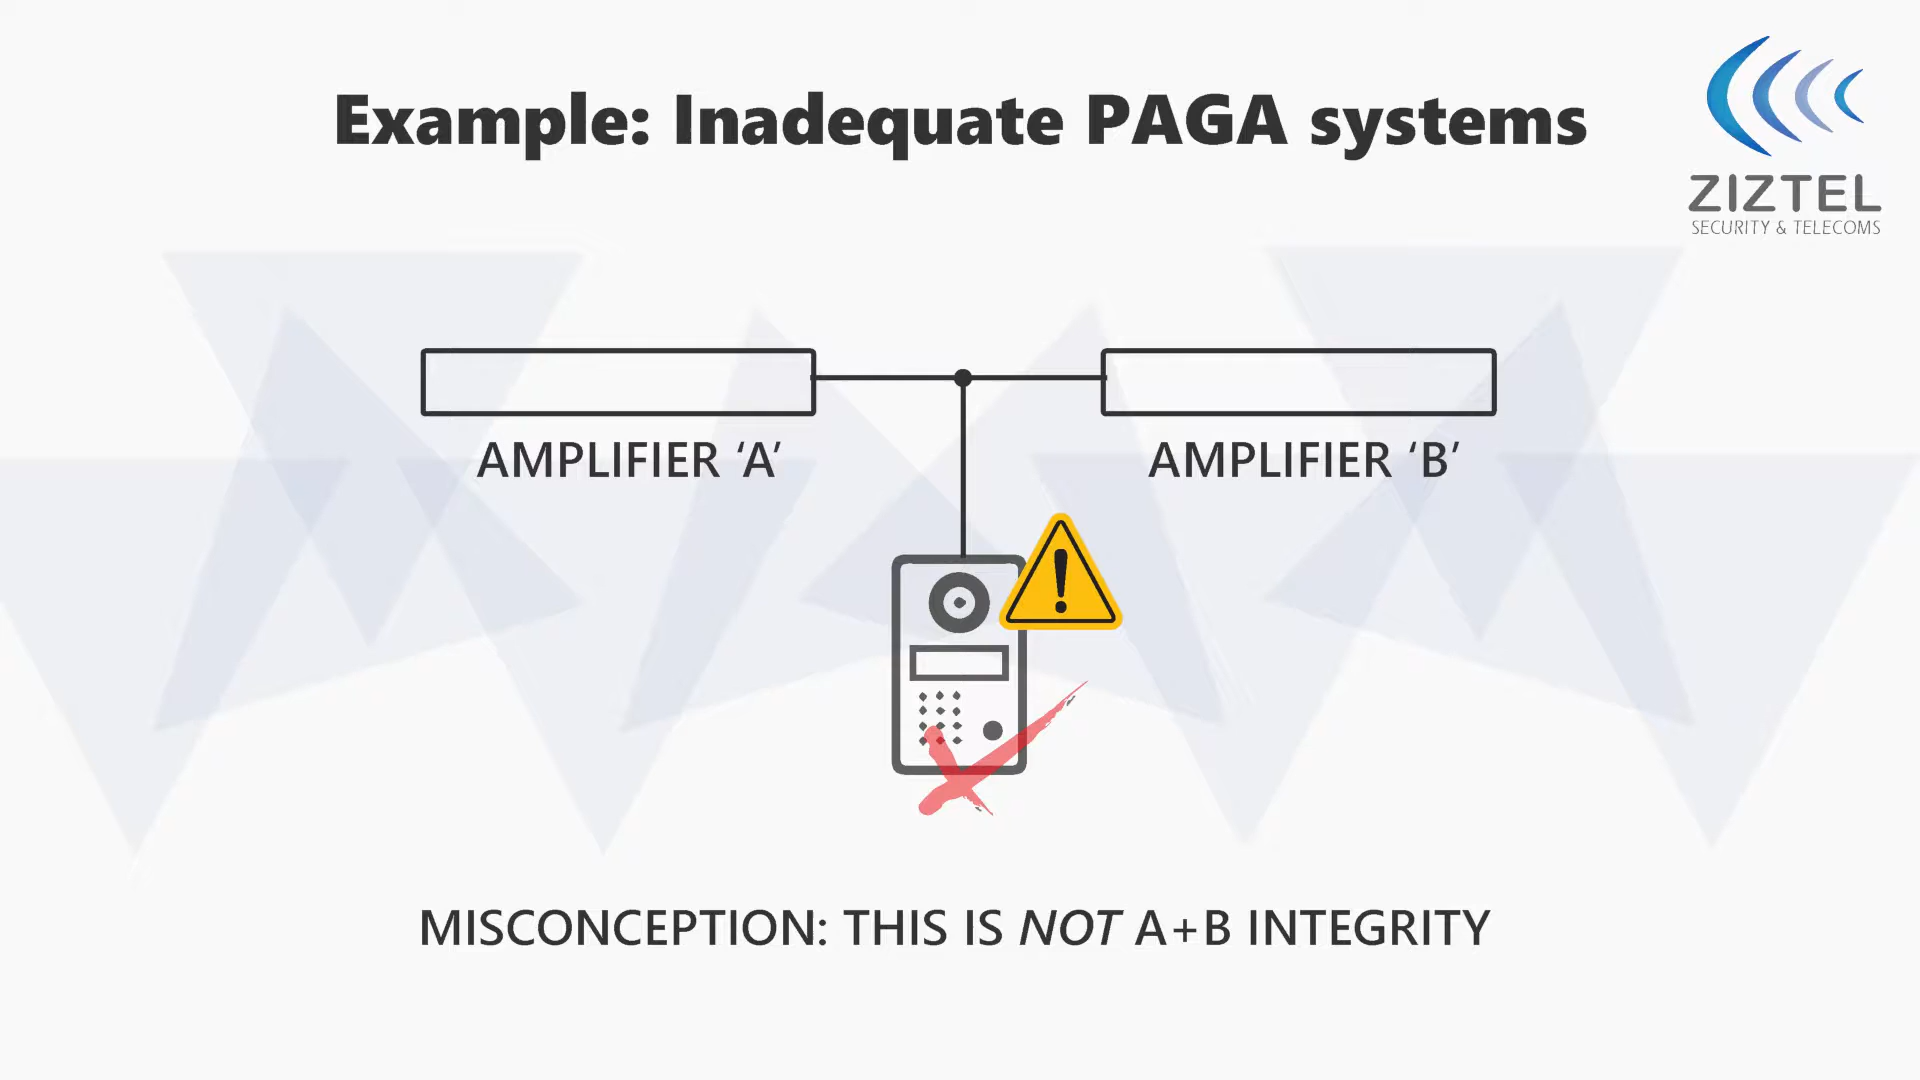 Example: Inadequate PAGA systems
ZIZTEL
SECURITY & TELECOMS
AMPLIFIER ‘A’
AMPLIFIER ‘B’
MISCONCEPTION: THIS IS NOT A+B INTEGRITY